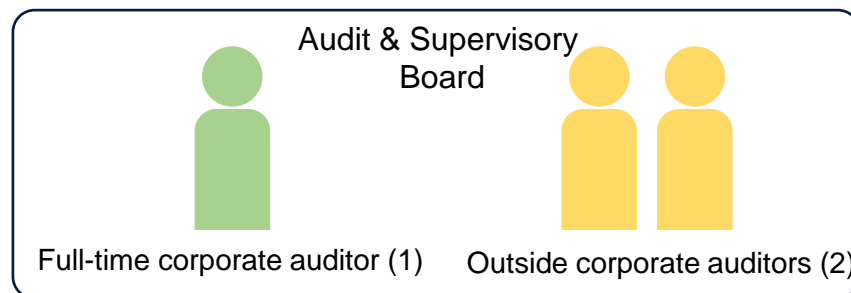 Audit & Supervisory
Board
Full-time corporate auditor (1)
Outside corporate auditors (2)